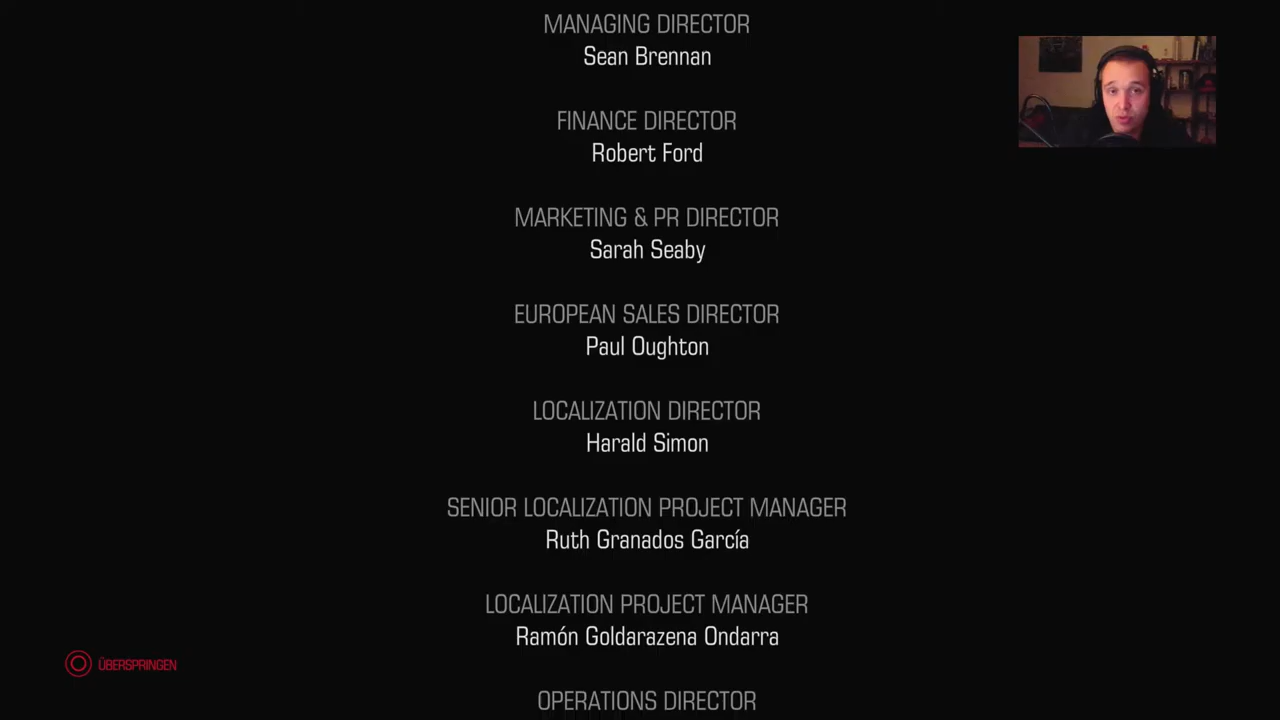 MANAGING DIRECTOR
Sean Brennan
FINANCE DIRECTOR
Robert Ford
MARKETING & PR DIRECTOR
Sarah Seaby
EUROPEAN SALES DIRECTOR
Paul Oughton
LOCALIZATION DIRECTOR
Harald Simon
SENIOR LOCALIZATION PROJECT MANAGER
Ruth Granados García
LOCALIZATION PROJECT MANAGER
Ramón Goldarazena Ondarra
ÜBERSPRINGEN
OPERATIONS DIRECTOR